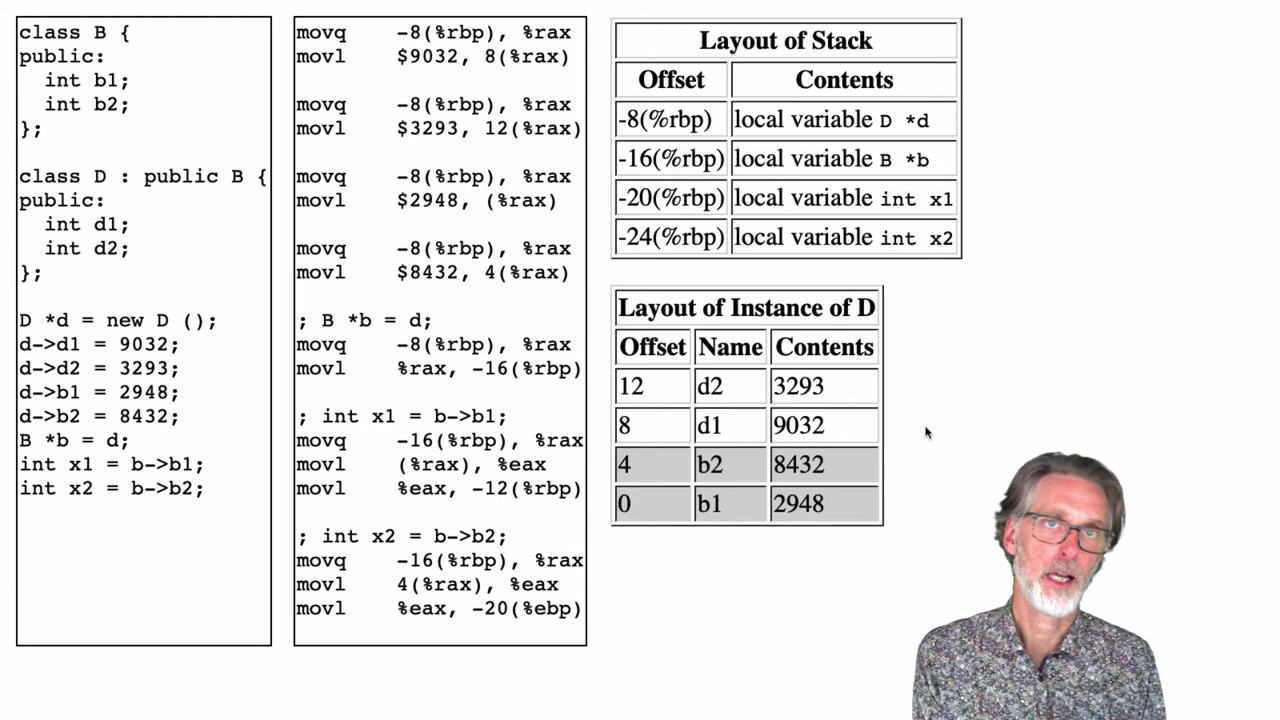 class B {
public:
  int b1;
  int b2;
};
class D : public B {
public:
  int d1;
  int d2;
};
D *d = new D ();
d->d1 = 9032;
d->d2 = 3293;
d->b1 = 2948;
d->b2 = 8432;
B *b = d;
int x1 = b->b1;
int x2 = b->b2;
movq -8(%rbp), %rax
movl $9032, 8(%rax)
movq -8(%rbp), %rax
movl $3293, 12(%rax)
movq -8(%rbp), %rax
movl $2948, (%rax)
movq -8(%rbp), %rax
movl $8432, 4(%rax)
; B *b = d;
movq -8(%rbp), %rax
movl %rax, -16(%rbp)
; int x1 = b->b1;
movq -16(%rbp), %rax
movl (%rax), %eax
movl %eax, -12(%rbp)
; int x2 = b->b2;
movq -16(%rbp), %rax
movl 4(%rax), %eax
movl %eax, -20(%ebp)
Layout of Stack
Offset Contents
-8(%rbp) local variable D *d
-16(%rbp) local variable B *b
-20(%rbp) local variable int x1
-24(%rbp) local variable int x2
Layout of Instance of D
Offset Name Contents
12 d2 3293
8 d1 9032
4 b2 8432
0 b1 2948